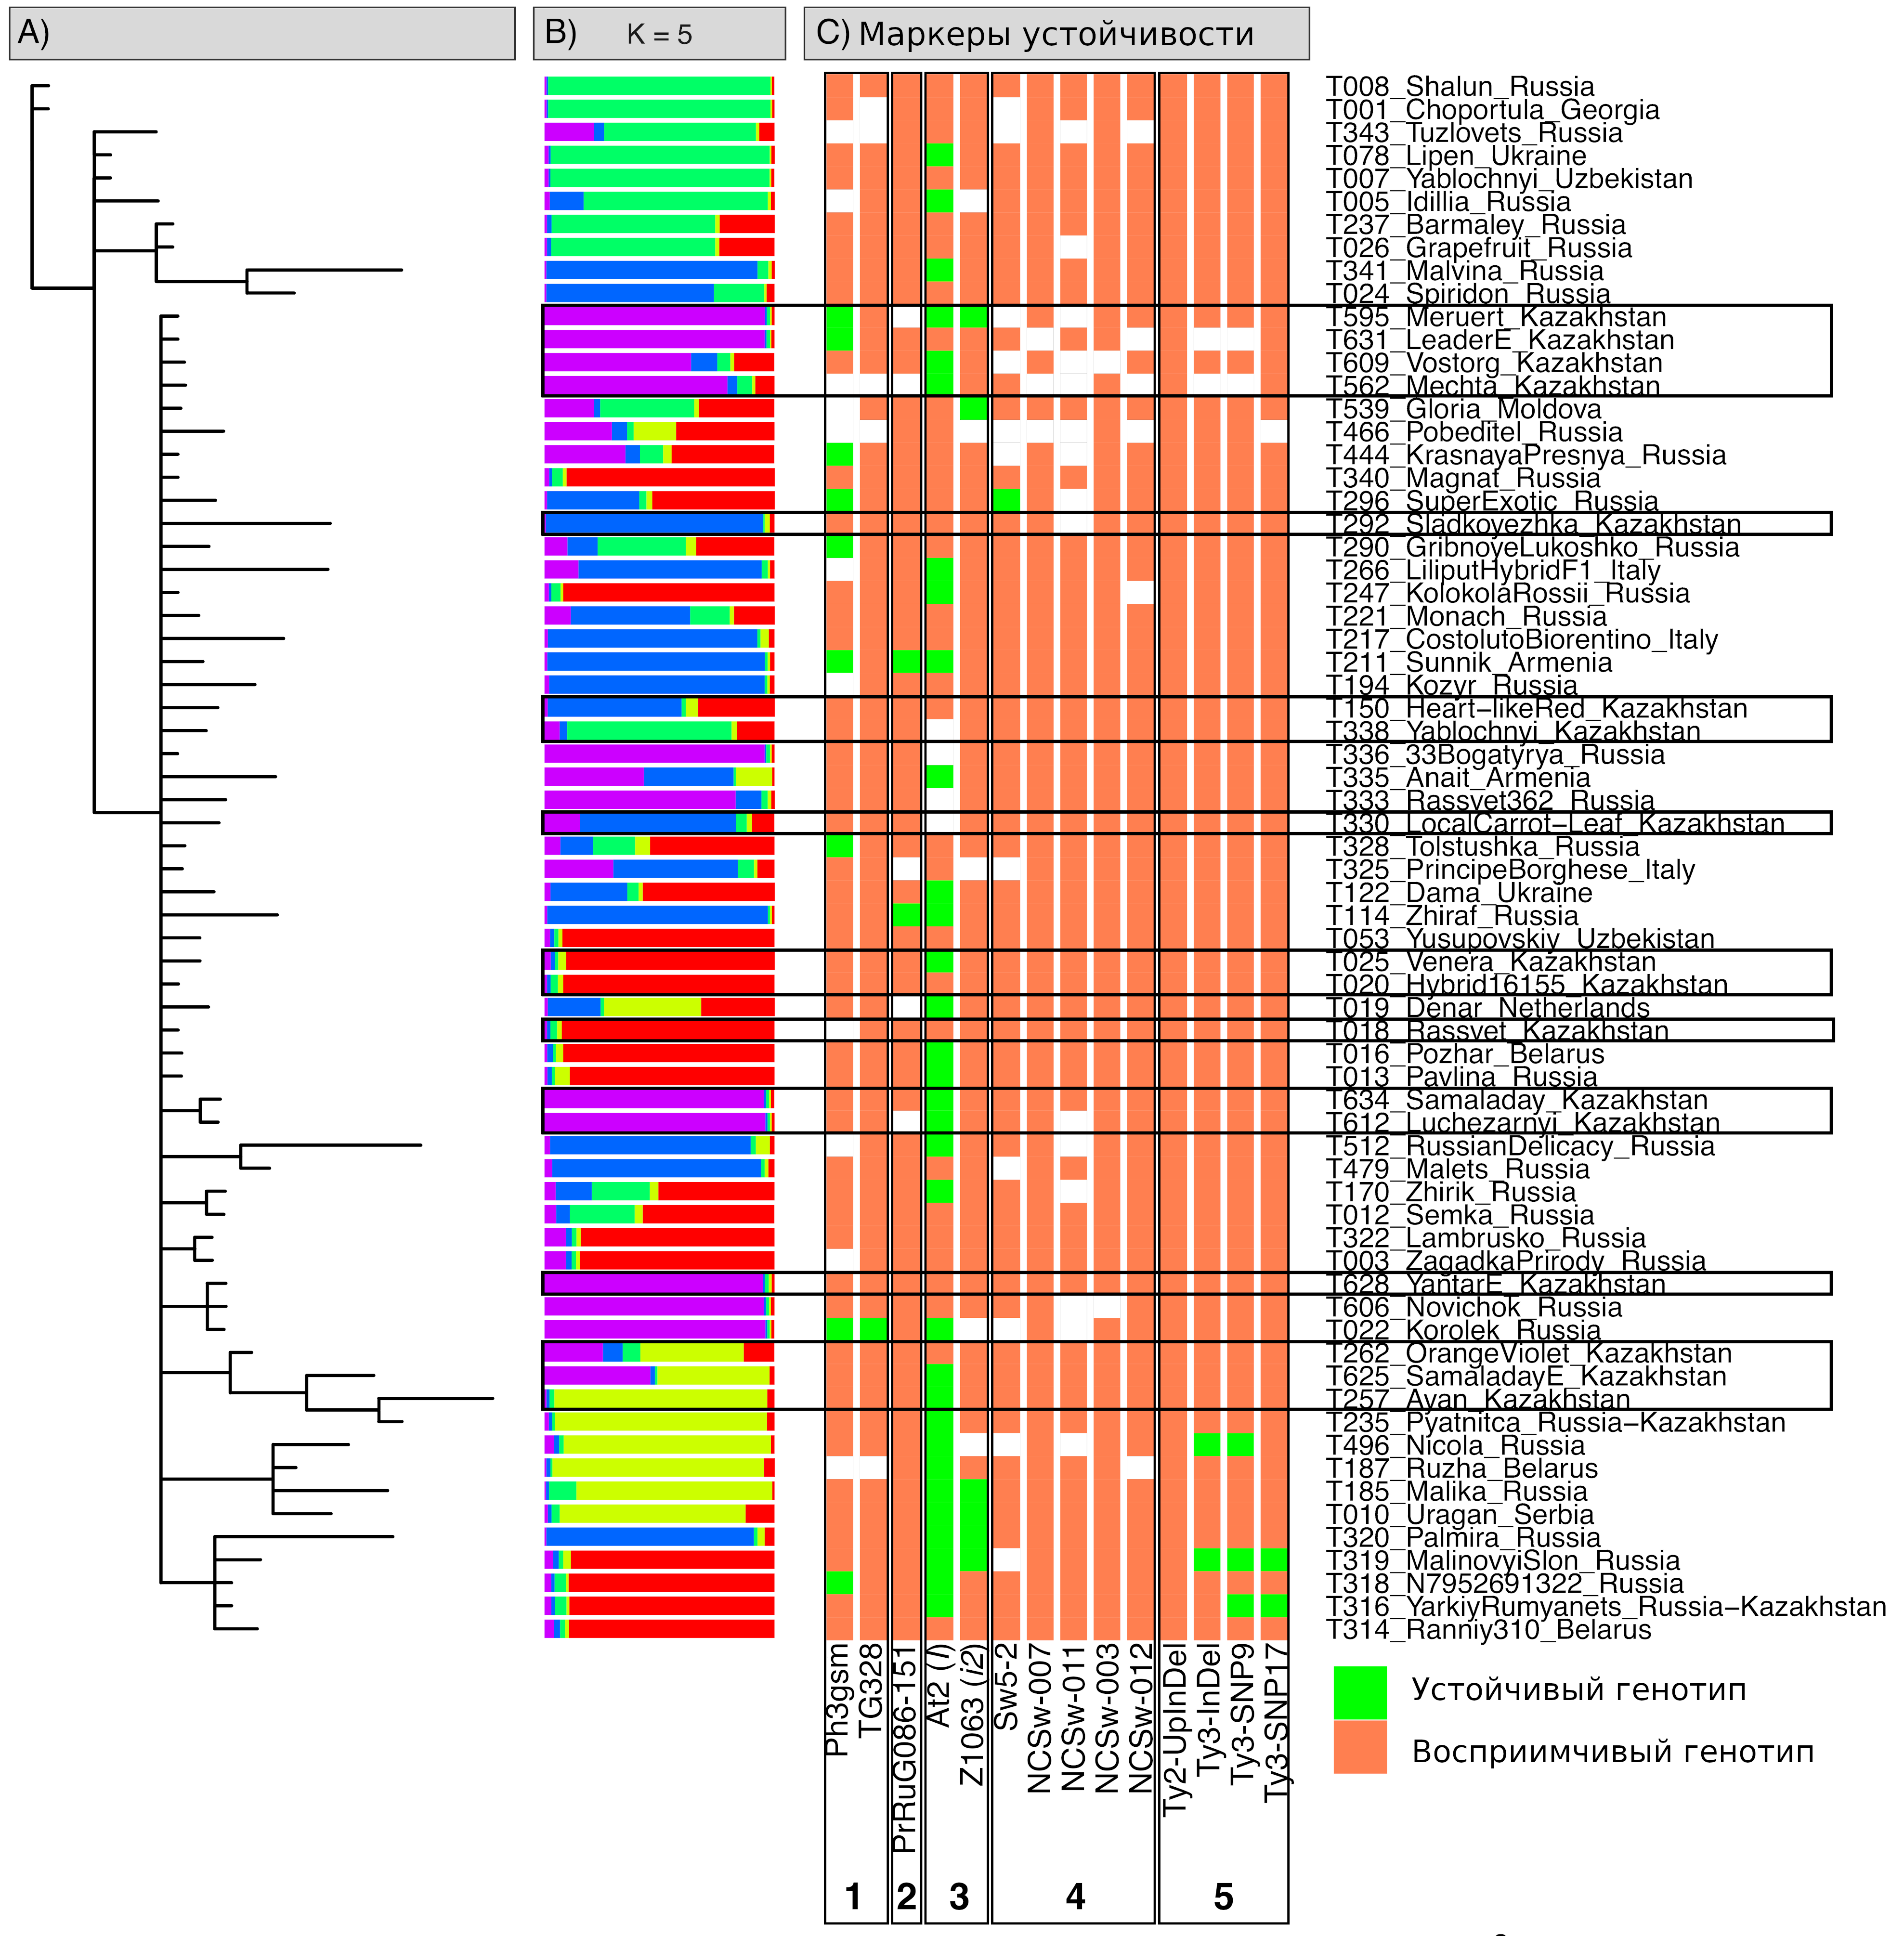 A)
B) K = 5
C) Маркеры устойчивости
T008_Shalun_Russia
T001_Choportula_Georgia
T343_Tuzlovets_Russia
T078_Lipen_Ukraine
T007_Yablochnyi_Uzbekistan
T005_Idillia_Russia
T237_Barmaley_Russia
T026_Grapefruit_Russia
T341_Malvina_Russia
T024_Spiridon_Russia
T595_Meruert_Kazakhstan
T631_LeaderE_Kazakhstan
T609_Vostorg_Kazakhstan
T562_Mechta_Kazakhstan
T539_Gloria_Moldova
T466_Pobeditel_Russia
T444_KrasnayaPresnya_Russia
T340_Magnat_Russia
T296_SuperExotic_Russia
T292_Sladkoyezhka_Kazakhstan
T290_GribnoyeLukoshko_Russia
T266_LiliputHybridF1_Italy
T247_KolokolaRossii_Russia
T221_Monach_Russia
T217_CostolutoBiorentino_Italy
T211_Sunnik_Armenia
T194_Kozyr_Russia
T150_Heart–likeRed_Kazakhstan
T338_Yablochnyi_Kazakhstan
T336_33Bogatyrya_Russia
T335_Anait_Armenia
T333_Rassvet362_Russia
T330_LocalCarrot–Leaf_Kazakhstan
T328_Tolstushka_Russia
T325_PrincipeBorghese_Italy
T122_Dama_Ukraine
T114_Zhiraf_Russia
T053_Yusupovskiy_Uzbekistan
T025_Venera_Kazakhstan
T020_Hybrid16155_Kazakhstan
T019_Denar_Netherlands
T018_Rassvet_Kazakhstan
T016_Pozhar_Belarus
T013_Pavlina_Russia
T634_Samaladay_Kazakhstan
T612_Luchezarnyi_Kazakhstan
T512_RussianDelicacy_Russia
T479_Malets_Russia
T170_Zhirik_Russia
T012_Semka_Russia
T322_Lambrusko_Russia
T003_ZagadkaPrirody_Russia
T628_YantarE_Kazakhstan
T606_Novichok_Russia
T022_Korolek_Russia
T262_OrangeViolet_Kazakhstan
T625_SamaladayE_Kazakhstan
T257_Ayan_Kazakhstan
T235_Pyatnitca_Russia–Kazakhstan
T496_Nicola_Russia
T187_Ruzha_Belarus
T185_Malika_Russia
T010_Uragan_Serbia
T320_Palmira_Russia
T319_MalinovyiSlon_Russia
T318_N7952691322_Russia
T316_YarkiyRumyanets_Russia–Kazakhstan
T314_Ranniy310_Belarus
Ph3gsm
TG328
PrRuG086-151
At2 (I)
Z1063 (i2)
Sw5-2
NCSw-007
NCSw-011
NCSw-003
NCSw-012
Ty2-UpInDel
Ty3-InDel
Ty3-SNP9
Ty3-SNP17
1
2
3
4
5
Устойчивый генотип
Восприимчивый генотип